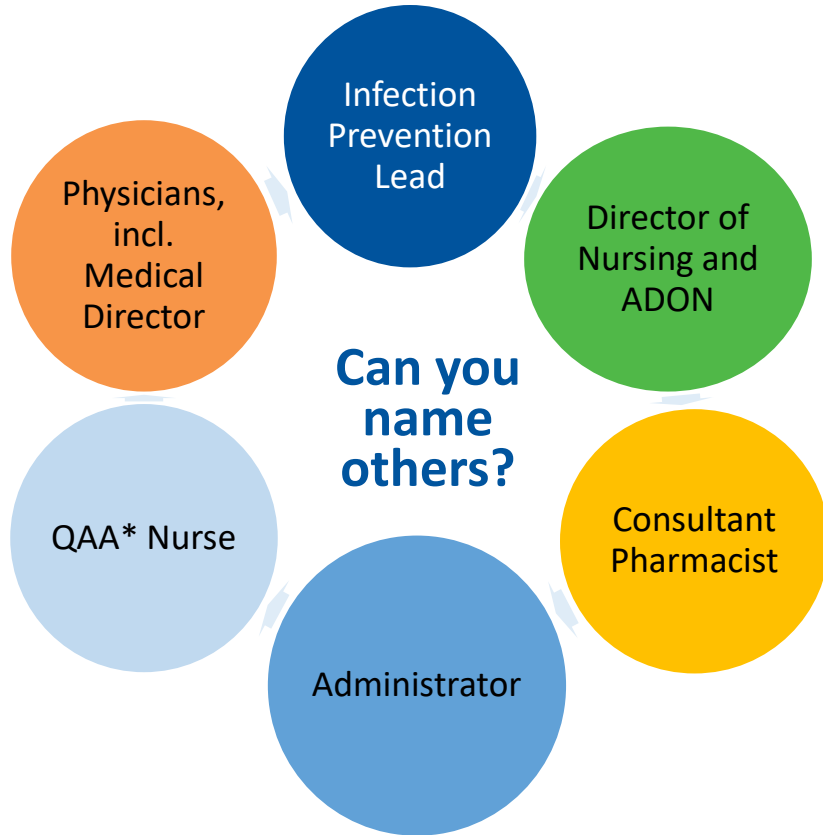 Infection
Prevention
Lead
Director of
Nursing and
ADON
Consultant
Pharmacist
Administrator
QAA* Nurse
Physicians,
incl.
Medical
Director
Can you
name
others?